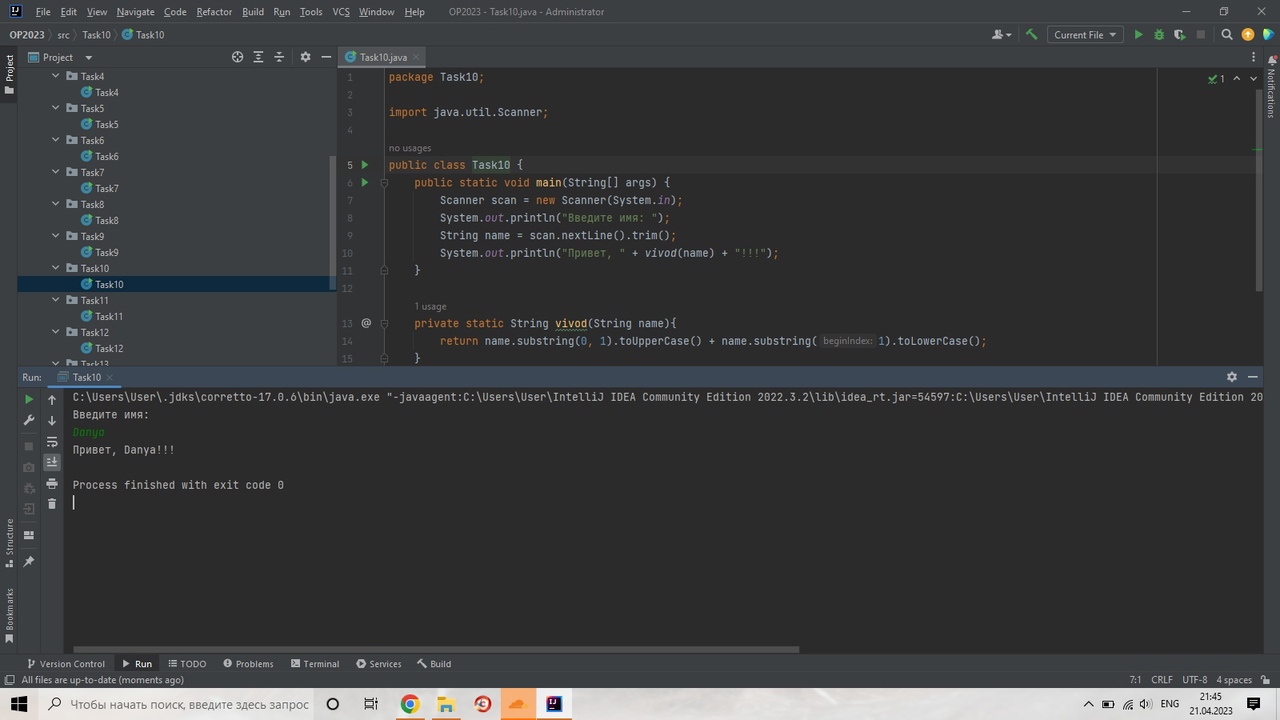 File Edit View Navigate Code Refactor Build Run Tools VCS Window Help OP2023 - Task10.java - Administrator
OP2023 src Task10 Task10 Current File
Project Task10.java
Project
Task4
Task4
Task5
Task5
Task6
Task6
Task7
Task7
Task8
Task8
Task9
Task9
Task10
Task10
Task11
Task11
Task12
Task12
Task13
1 package Task10;
2
3 import java.util.Scanner;
4
no usages
5 public class Task10 {
6 public static void main(String[] args) {
7 Scanner scan = new Scanner(System.in);
8 System.out.println("Введите имя: ");
9 String name = scan.nextLine().trim();
10 System.out.println("Привет, " + vivod(name) + "!!!");
11 }
12
1 usage
13 @ private static String vivod(String name){
14 return name.substring(0, 1).toUpperCase() + name.substring( beginIndex: 1).toLowerCase();
15 }
1
Notifications
Run: Task10
C:\Users\User\.jdks\corretto-17.0.6\bin\java.exe "-javaagent:C:\Users\User\IntelliJ IDEA Community Edition 2022.3.2\lib\idea_rt.jar=54597:C:\Users\User\IntelliJ IDEA Community Edition 20
Введите имя:
Danya
Привет, Danya!!!
Process finished with exit code 0
Structure
Bookmarks
Version Control Run TODO Problems Terminal Services Build
All files are up-to-date (moments ago) 7:1 CRLF UTF-8 4 spaces
Чтобы начать поиск, введите здесь запрос ENG 21:45
21.04.2023